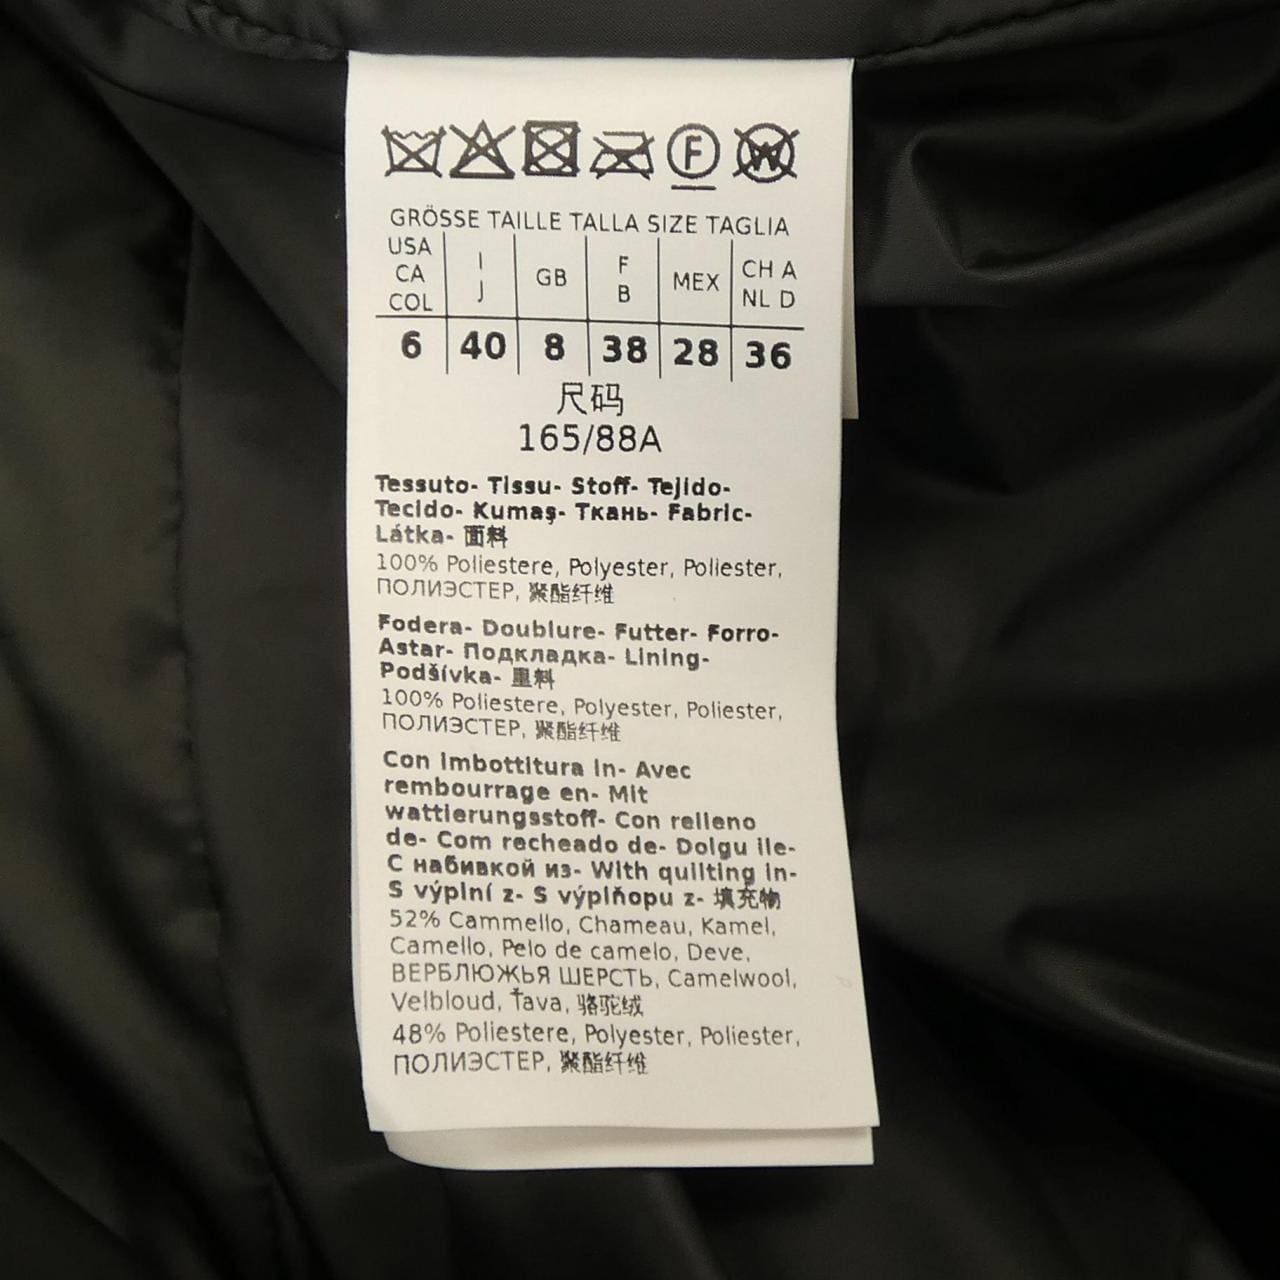 F W
GRÖSSE TAILLE TALLA SIZE TAGLIA
USA CA COL I J GB F B MEX CH A NL D
6 40 8 38 28 36
尺码
165/88A
Tessuto- Tissu- Stoff- Tejido-
Tecido- Kumaş- Ткань- Fabric-
Látka- 面料
100% Poliestere, Polyester, Poliester,
ПОЛИЭСТЕР, 聚酯纤维
Fodera- Doublure- Futter- Forro-
Astar- Подкладка- Lining-
Podšívka- 里料
100% Poliestere, Polyester, Poliester,
ПОЛИЭСТЕР, 聚酯纤维
Con imbottitura in- Avec
rembourrage en- Mit
wattierungsstoff- Con relleno
de- Com recheado de- Dolgu ile-
С набивкой из- With quilting in-
S výplní z- S výplňopu z- 填充物
52% Cammello, Chameau, Kamel,
Camello, Pelo de camelo, Deve,
ВЕРБЛЮЖЬЯ ШЕРСТЬ, Camelwool,
Velbloud, Ťava, 骆驼绒
48% Poliestere, Polyester, Poliester,
ПОЛИЭСТЕР, 聚酯纤维